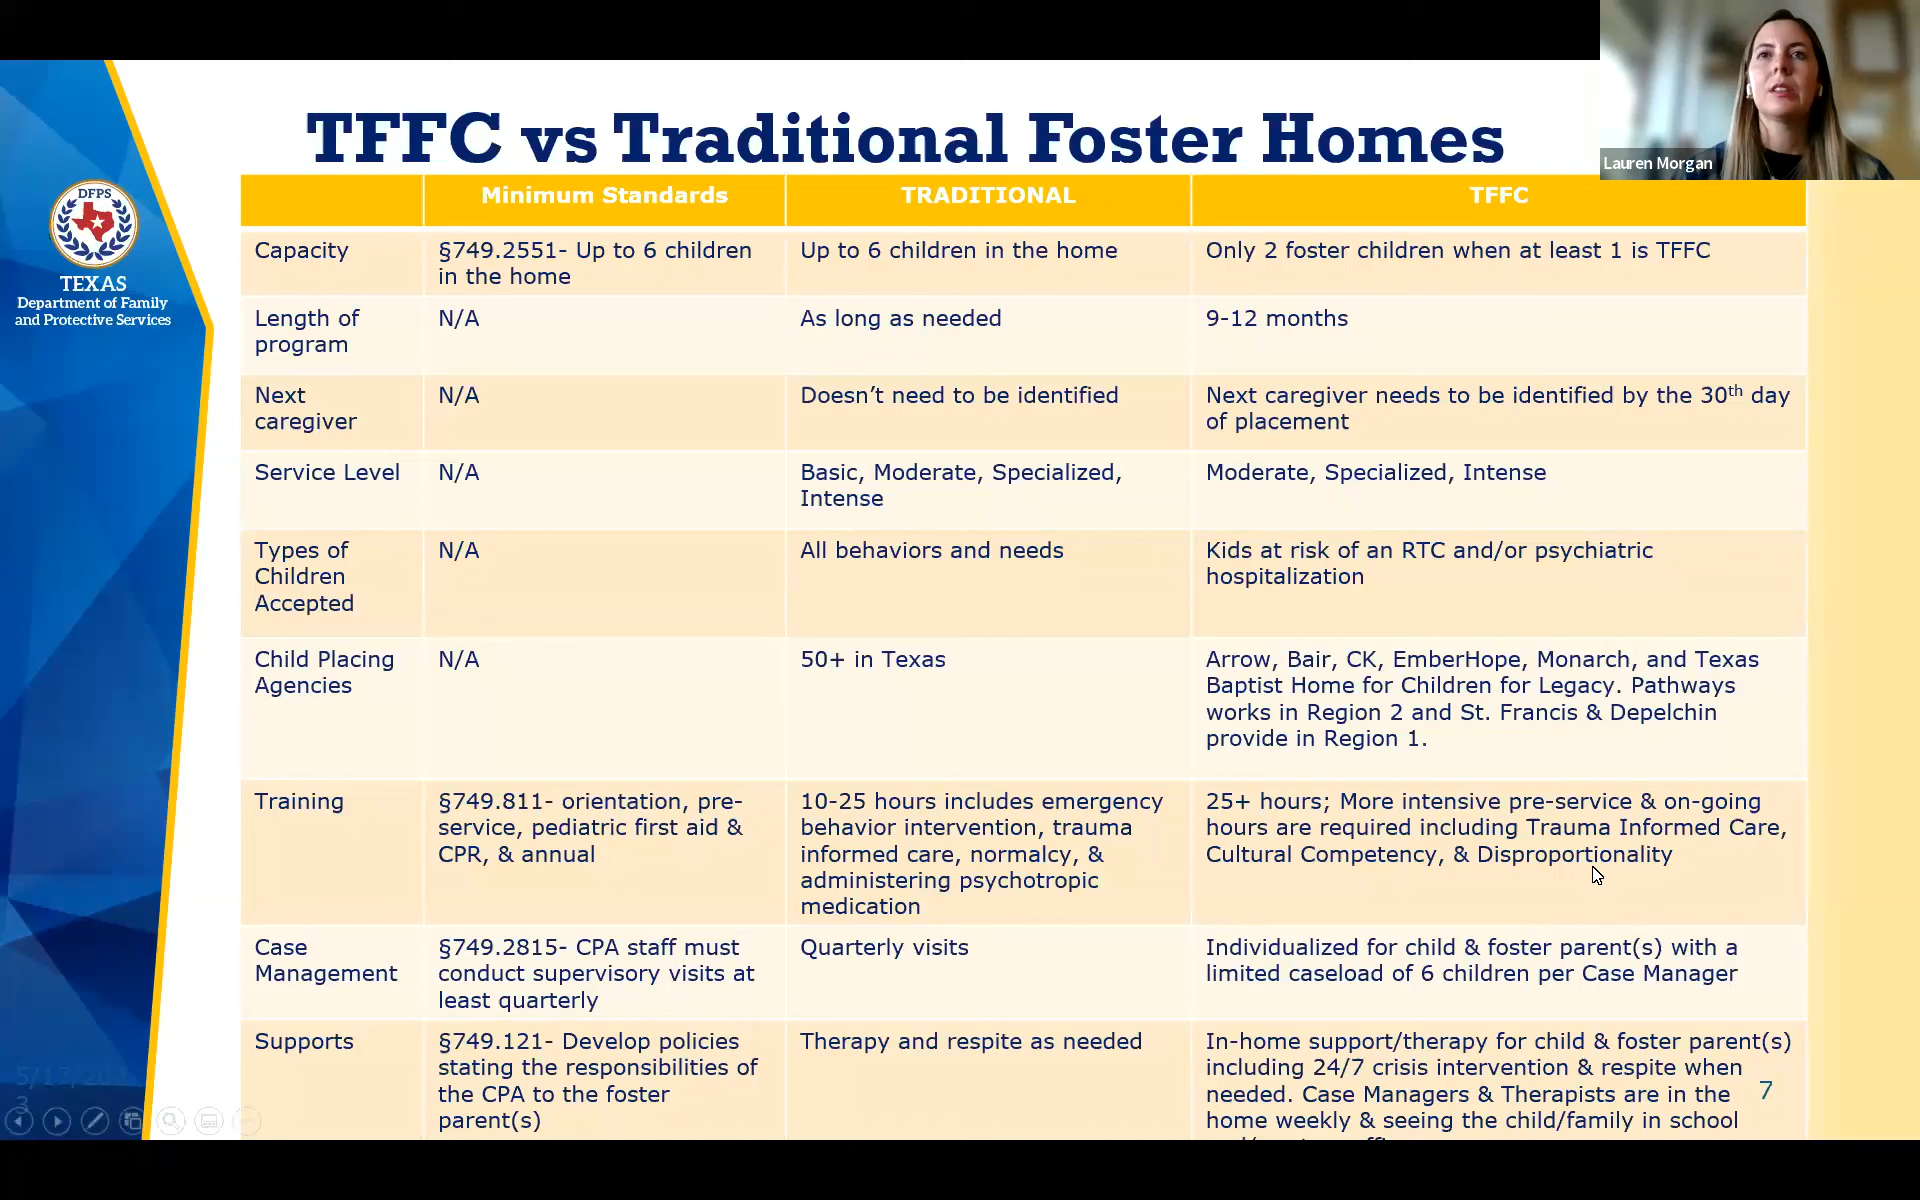 Lauren Morgan
TFFC vs Traditional Foster Homes
DFPS
TEXAS
Department of Family
and Protective Services
Minimum Standards
TRADITIONAL
TFFC
Capacity
§749.2551- Up to 6 children
in the home
Up to 6 children in the home
Only 2 foster children when at least 1 is TFFC
Length of
program
N/A
As long as needed
9-12 months
Next
caregiver
N/A
Doesn’t need to be identified
Next caregiver needs to be identified by the 30th day
of placement
Service Level
N/A
Basic, Moderate, Specialized,
Intense
Moderate, Specialized, Intense
Types of
Children
Accepted
N/A
All behaviors and needs
Kids at risk of an RTC and/or psychiatric
hospitalization
Child Placing
Agencies
N/A
50+ in Texas
Arrow, Bair, CK, EmberHope, Monarch, and Texas
Baptist Home for Children for Legacy. Pathways
works in Region 2 and St. Francis & Depelchin
provide in Region 1.
Training
§749.811- orientation, pre-
service, pediatric first aid &
CPR, & annual
10-25 hours includes emergency
behavior intervention, trauma
informed care, normalcy, &
administering psychotropic
medication
25+ hours; More intensive pre-service & on-going
hours are required including Trauma Informed Care,
Cultural Competency, & Disproportionality
Case
Management
§749.2815- CPA staff must
conduct supervisory visits at
least quarterly
Quarterly visits
Individualized for child & foster parent(s) with a
limited caseload of 6 children per Case Manager
Supports
§749.121- Develop policies
stating the responsibilities of
the CPA to the foster
parent(s)
Therapy and respite as needed
In-home support/therapy for child & foster parent(s)
including 24/7 crisis intervention & respite when
needed. Case Managers & Therapists are in the
home weekly & seeing the child/family in school
7